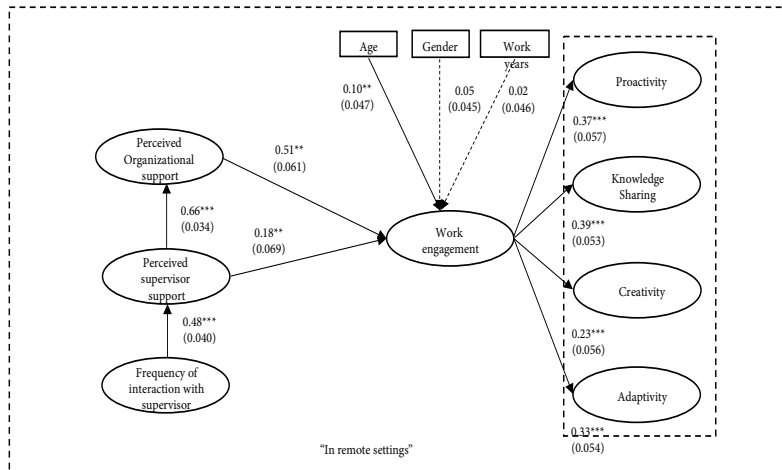 Age
Gender
Work
years
0.10**
(0.047)
0.05
(0.045)
0.02
(0.046)
Proactivity
0.37***
(0.057)
Perceived
Organizational
support
0.51**
(0.061)
Knowledge
Sharing
0.39***
(0.053)
0.66***
(0.034)
0.18**
(0.069)
Work
engagement
Perceived
supervisor
support
Creativity
0.23***
(0.056)
0.48***
(0.040)
Frequency of
interaction with
supervisor
Adaptivity
0.33***
(0.054)
"In remote settings"